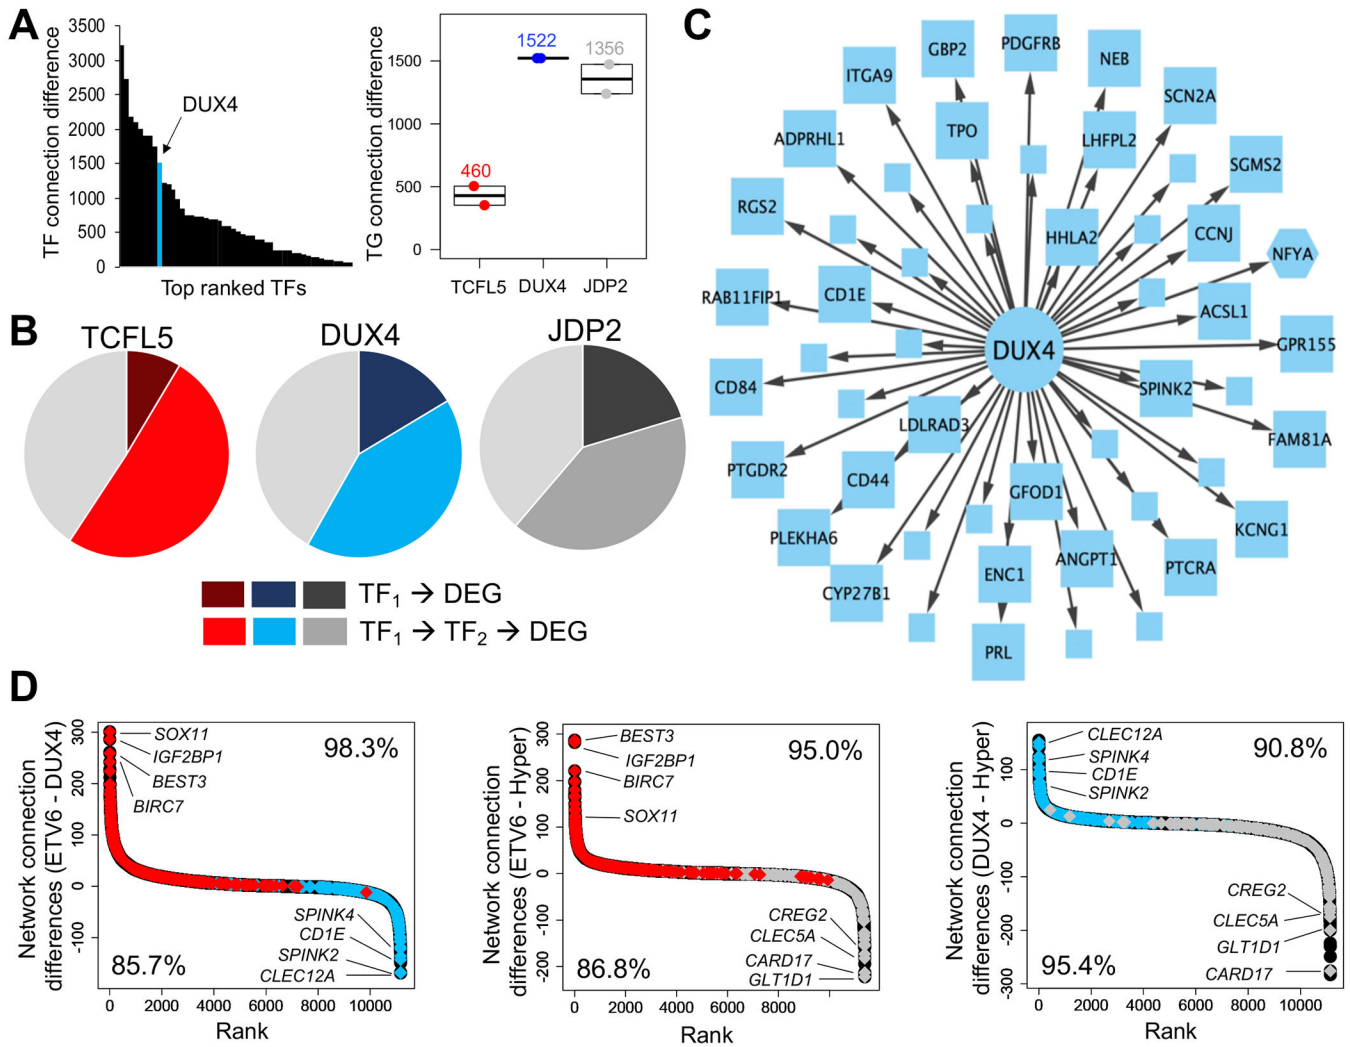 A
TF connection difference
3500
3000
2500
2000
1500
1000
500
0
DUX4
Top ranked TFs
TG connection difference
1500
1000
500
0
460
1522
1356
TCFL5 DUX4 JDP2
B
TCFL5 DUX4 JDP2
TF1 → DEG
TF1 → TF2 → DEG
C
PDGFRB
GBP2
NEB
ITGA9
SCN2A
TPO
LHFPL2
ADPRHL1
SGMS2
RGS2
HHLA2
CCNJ
NFYA
RAB11FIP1
CD1E
ACSL1
DUX4
GPR155
CD84
SPINK2
LDLRAD3
FAM81A
PTGDR2
CD44
GFOD1
KCNG1
PLEKHA6
ANGPT1
PTCRA
ENC1
CYP27B1
PRL
D
Network connection
differences (ETV6 - DUX4)
300
200
100
0
-100
SOX11
IGF2BP1
BEST3
BIRC7
98.3%
SPINK4
CD1E
SPINK2
CLEC12A
85.7%
0 2000 4000 6000 10000
Rank
Network connection
differences (ETV6 - Hyper)
300
200
100
0
-100
-200
BEST3
IGF2BP1
BIRC7
SOX11
95.0%
CREG2
CLEC5A
CARD17
GLT1D1
86.8%
0 2000 4000 6000 10000
Rank
Network connection
differences (DUX4 - Hyper)
100
0
-100
-200
-300
CLEC12A
SPINK4
CD1E
SPINK2
90.8%
CREG2
CLEC5A
GLT1D1
CARD17
95.4%
0 2000 4000 6000 10000
Rank